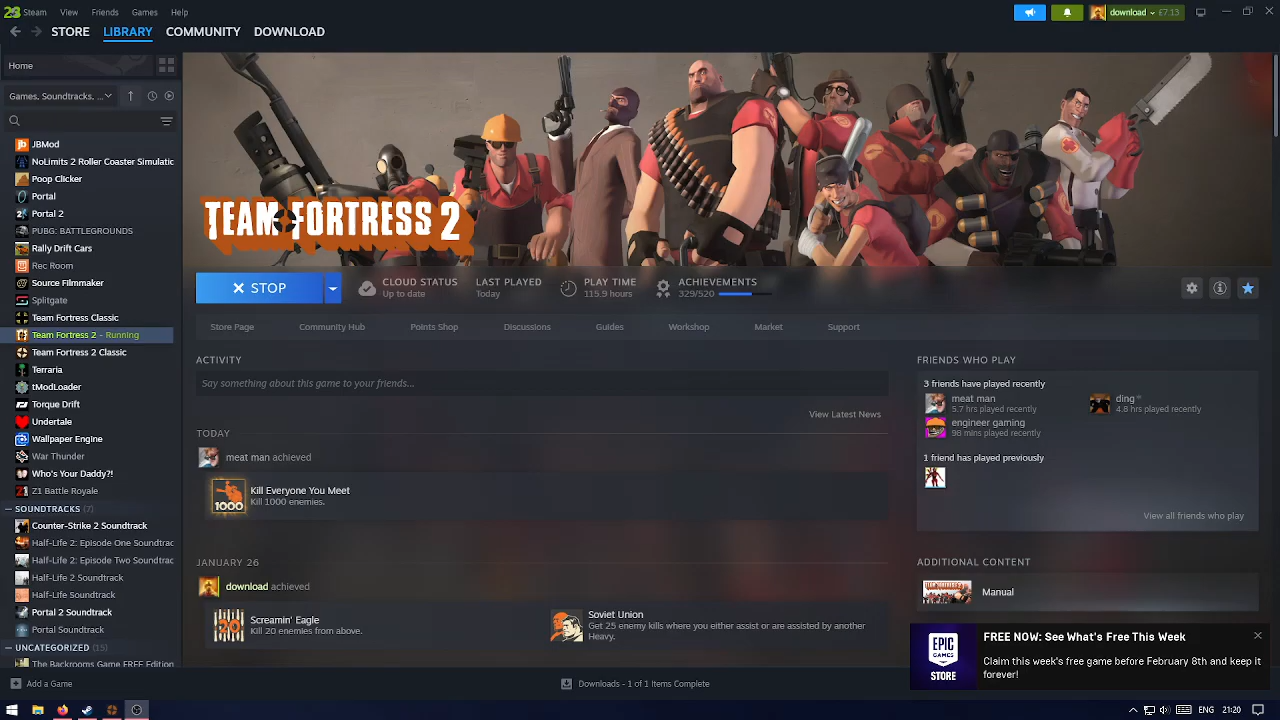 Steam View Friends Games Help
download £7.13
STORE LIBRARY COMMUNITY DOWNLOAD
Home
Games. Soundtracks. ...
JBMod
NoLimits 2 Roller Coaster Simulatic
Poop Clicker
Portal
Portal 2
PUBG: BATTLEGROUNDS
Rally Drift Cars
Rec Room
Source Filmmaker
Splitgate
Team Fortress Classic
Team Fortress 2 - Running
Team Fortress 2 Classic
Terraria
tModLoader
Torque Drift
Undertale
Wallpaper Engine
War Thunder
Who's Your Daddy?!
Z1 Battle Royale
SOUNDTRACKS (7)
Counter-Strike 2 Soundtrack
Half-Life 2: Episode One Soundtrac
Half-Life 2: Episode Two Soundtrac
Half-Life 2 Soundtrack
Half-Life Soundtrack
Portal 2 Soundtrack
Portal Soundtrack
UNCATEGORIZED (15)
The Backrooms Game FREE Edition
Add a Game
TEAM FORTRESS 2
STOP
CLOUD STATUS
Up to date
LAST PLAYED
Today
PLAY TIME
115.9 hours
ACHIEVEMENTS
329/520
Store Page Community Hub Points Shop Discussions Guides Workshop Market Support
ACTIVITY
Say something about this game to your friends...
View Latest News
TODAY
meat man achieved
1000
Kill Everyone You Meet
Kill 1000 enemies.
JANUARY 26
download achieved
20
Screamin' Eagle
Kill 20 enemies from above.
Soviet Union
Get 25 enemy kills where you either assist or are assisted by another
Heavy.
FRIENDS WHO PLAY
3 friends have played recently
meat man
5.7 hrs played recently
ding
4.8 hrs played recently
engineer gaming
96 mins played recently
1 friend has played previously
View all friends who play
ADDITIONAL CONTENT
Manual
EPIC
GAMES
STORE
FREE NOW: See What's Free This Week
Claim this week's free game before February 8th and keep it
forever!
Downloads - 1 of 1 Items Complete
ENG 21:20